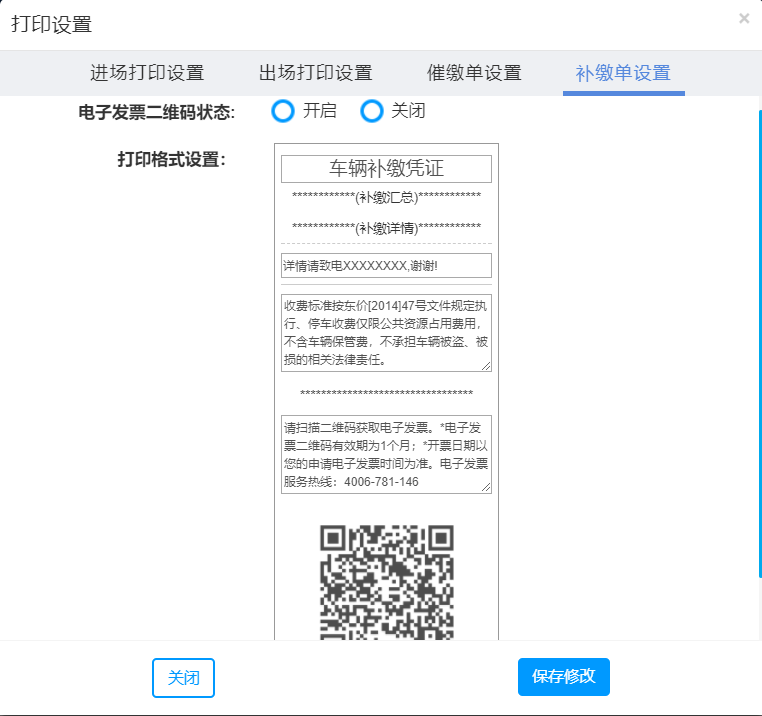 打印设置
×
进场打印设置 出场打印设置 催缴单设置 补缴单设置
电子发票二维码状态: 开启 关闭
打印格式设置:
车辆补缴凭证
************(补缴汇总)************
************(补缴详情)************
详情请致电XXXXXXXX,谢谢!
收费标准按东价[2014]47号文件规定执
行、停车收费仅限公共资源占用费用，
不含车辆保管费，不承担车辆被盗、被
损的相关法律责任。
*********************************
请扫描二维码获取电子发票。*电子发
票二维码有效期为1个月；*开票日期以
您的申请电子发票时间为准。电子发票
服务热线：4006-781-146
关闭 保存修改